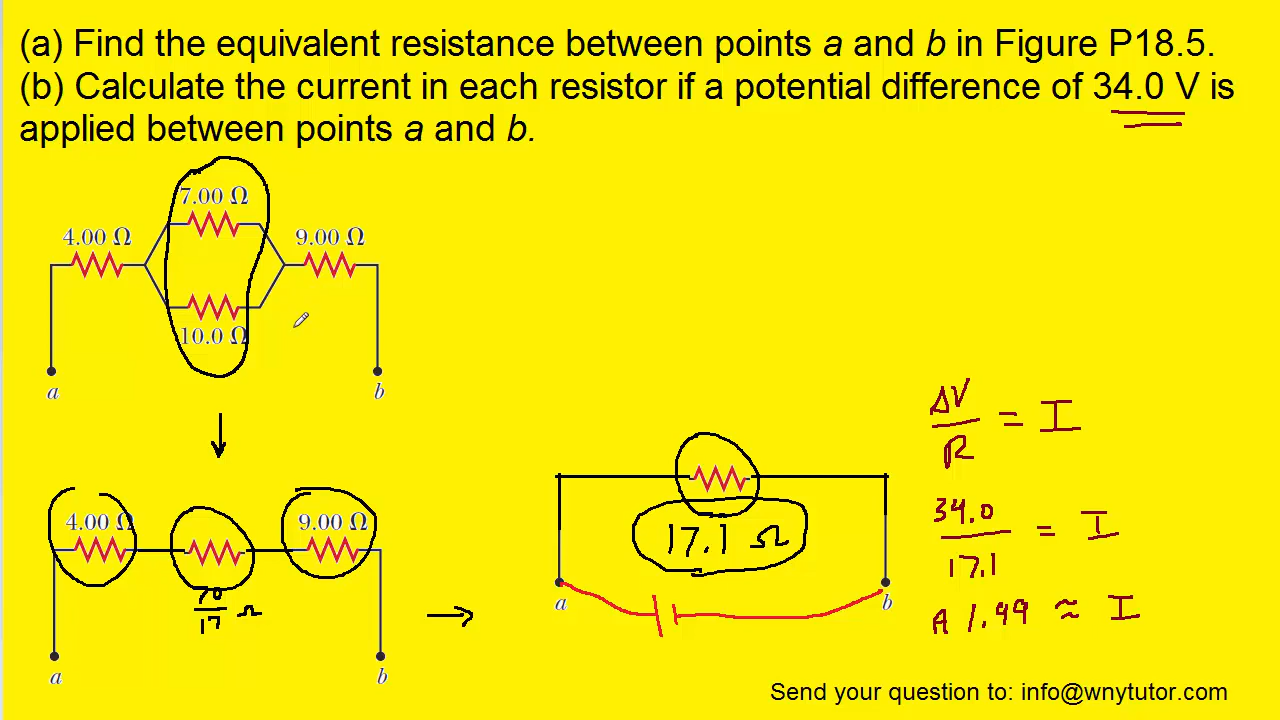 (a) Find the equivalent resistance between points a and b in Figure P18.5.
(b) Calculate the current in each resistor if a potential difference of 34.0 V is
applied between points a and b.
7.00 Ω
4.00 Ω
9.00 Ω
10.0 Ω
a
b
4.00 Ω
9.00 Ω
70
17
Ω
a
b
17.1 Ω
a
b
ΔV
R
= I
34.0
17.1
= I
A 1.99 ≈ I
Send your question to: info@wnytutor.com